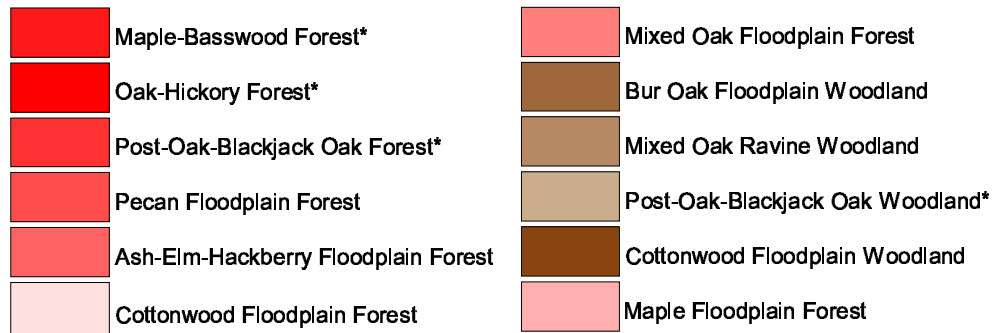 Maple-Basswood Forest*
Oak-Hickory Forest*
Post-Oak-Blackjack Oak Forest*
Pecan Floodplain Forest
Ash-Elm-Hackberry Floodplain Forest
Cottonwood Floodplain Forest
Mixed Oak Floodplain Forest
Bur Oak Floodplain Woodland
Mixed Oak Ravine Woodland
Post-Oak-Blackjack Oak Woodland*
Cottonwood Floodplain Woodland
Maple Floodplain Forest